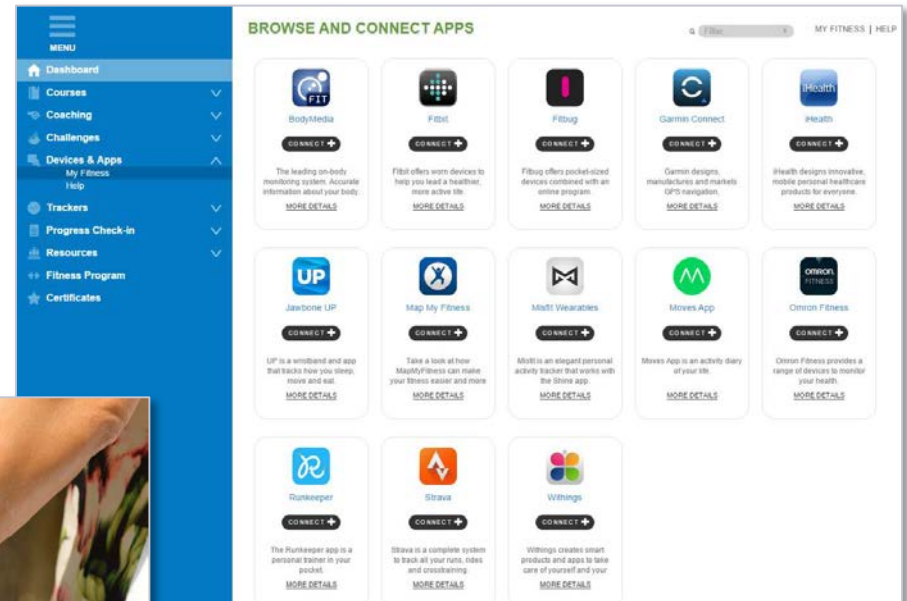 MENU
Dashboard
Courses
Coaching
Challenges
Devices & Apps
My Fitness
Help
Trackers
Progress Check-in
Resources
Fitness Program
Certificates
BROWSE AND CONNECT APPS
Filter
MY FITNESS | HELP
FIT
BodyMedia
CONNECT
The leading on-body
monitoring system. Accurate
information about your body.
MORE DETAILS
Fitbit
CONNECT
Fitbit offers worn devices to
help you lead a healthier,
more active life.
MORE DETAILS
Fitbug
CONNECT
Fitbug offers pocket-sized
devices combined with an
online program.
MORE DETAILS
Garmin Connect
CONNECT
Garmin designs,
manufactures and markets
GPS navigation.
MORE DETAILS
iHealth
iHealth
CONNECT
iHealth designs innovative,
mobile personal healthcare
products for everyone.
MORE DETAILS
UP
Jawbone UP
CONNECT
UP is a wristband and app
that tracks how you sleep,
move and eat.
MORE DETAILS
Map My Fitness
CONNECT
Take a look at how
MapMyFitness can make
your fitness easier and more
MORE DETAILS
Misfit Wearables
CONNECT
Misfit is an elegant personal
activity tracker that works with
the Shine app.
MORE DETAILS
Moves App
CONNECT
Moves App is an activity diary
of your life.
MORE DETAILS
OMRON
FITNESS
Omron Fitness
CONNECT
Omron Fitness provides a
range of devices to monitor
your health.
MORE DETAILS
Runkeeper
CONNECT
The Runkeeper app is a
personal trainer in your
pocket.
MORE DETAILS
Strava
CONNECT
Strava is a complete system
to track all your runs, rides
and crosstraining.
MORE DETAILS
Withings
CONNECT
Withings creates smart
products and apps to take
care of yourself and your
MORE DETAILS